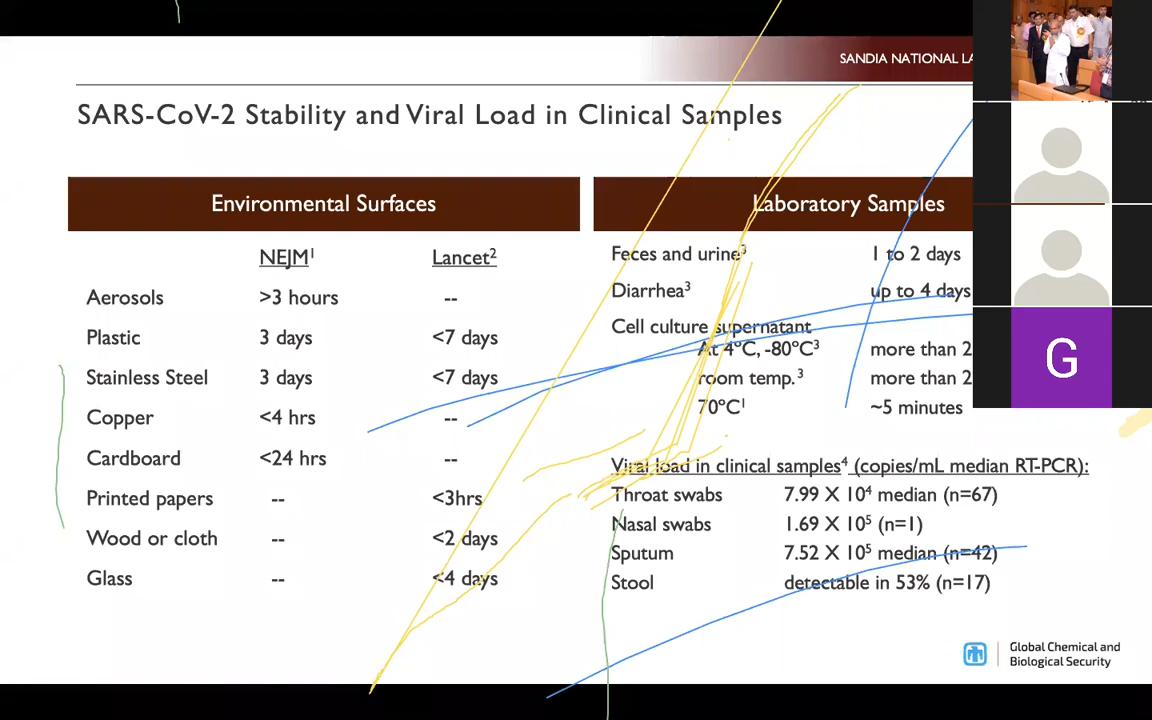 SANDIA NATIONAL
SARS-CoV-2 Stability and Viral Load in Clinical Samples
Environmental Surfaces
NEJM¹ Lancet²
Aerosols >3 hours --
Plastic 3 days <7 days
Stainless Steel 3 days <7 days
Copper <4 hrs --
Cardboard <24 hrs --
Printed papers -- <3hrs
Wood or cloth -- <2 days
Glass -- <4 days
Laboratory Samples
Feces and urine³ 1 to 2 days
Diarrhea³ up to 4 days
Cell culture supernatant
At 4°C, -80°C³ more than 2
room temp.³ more than 2
70°C¹ ~5 minutes
Viral load in clinical samples⁴ (copies/mL median RT-PCR):
Throat swabs 7.99 X 10⁴ median (n=67)
Nasal swabs 1.69 X 10⁵ (n=1)
Sputum 7.52 X 10⁵ median (n=42)
Stool detectable in 53% (n=17)
G
Global Chemical and
Biological Security